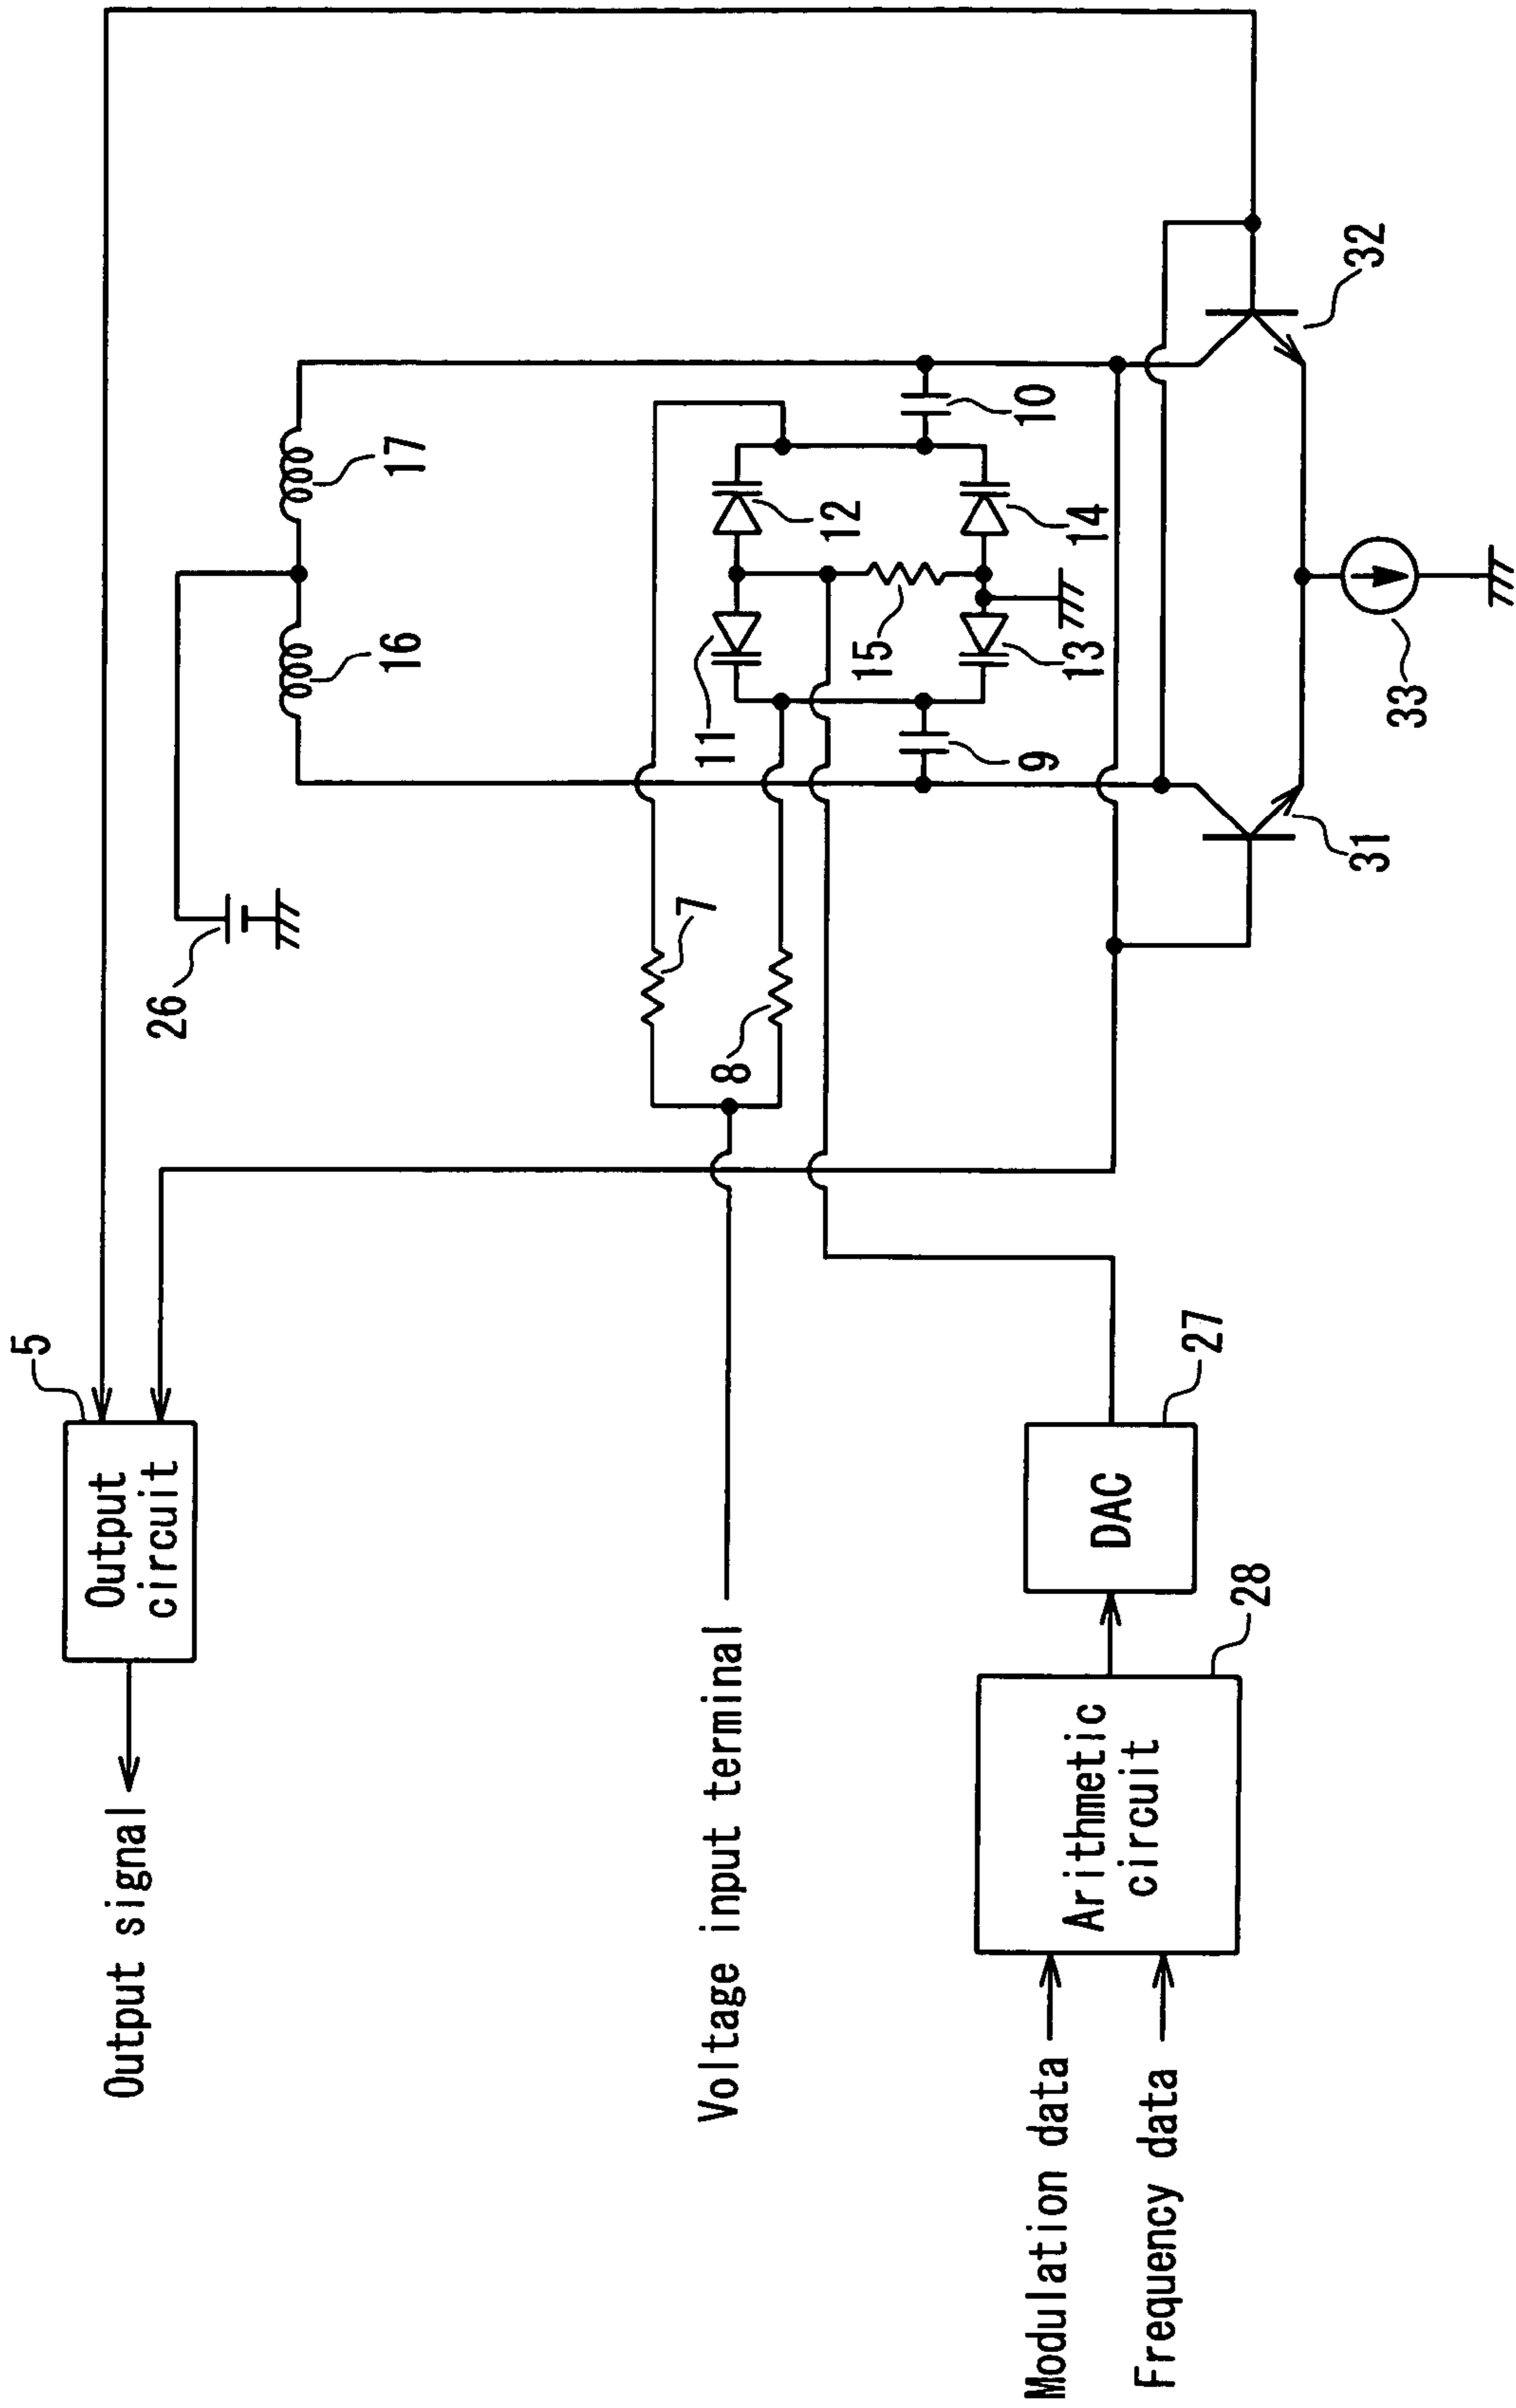 Output signal
Output
circuit
5
26
16
17
Voltage input terminal
8
7
11
12
15
9
10
13
14
Modulation data
Frequency data
Arithmetic
circuit
28
DAC
27
31
32
33